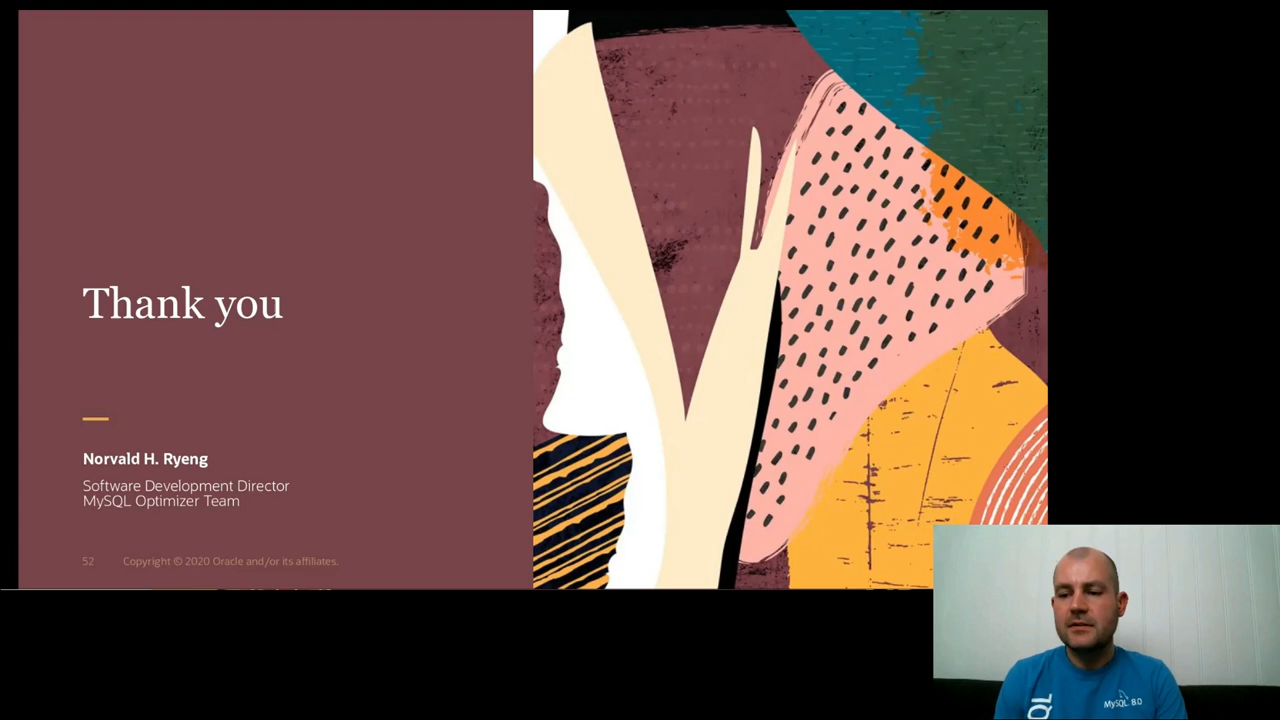 Thank you
Norvald H. Ryeng
Software Development Director
MySQL Optimizer Team
52 Copyright © 2020 Oracle and/or its affiliates.
QL
MySQL 8.0